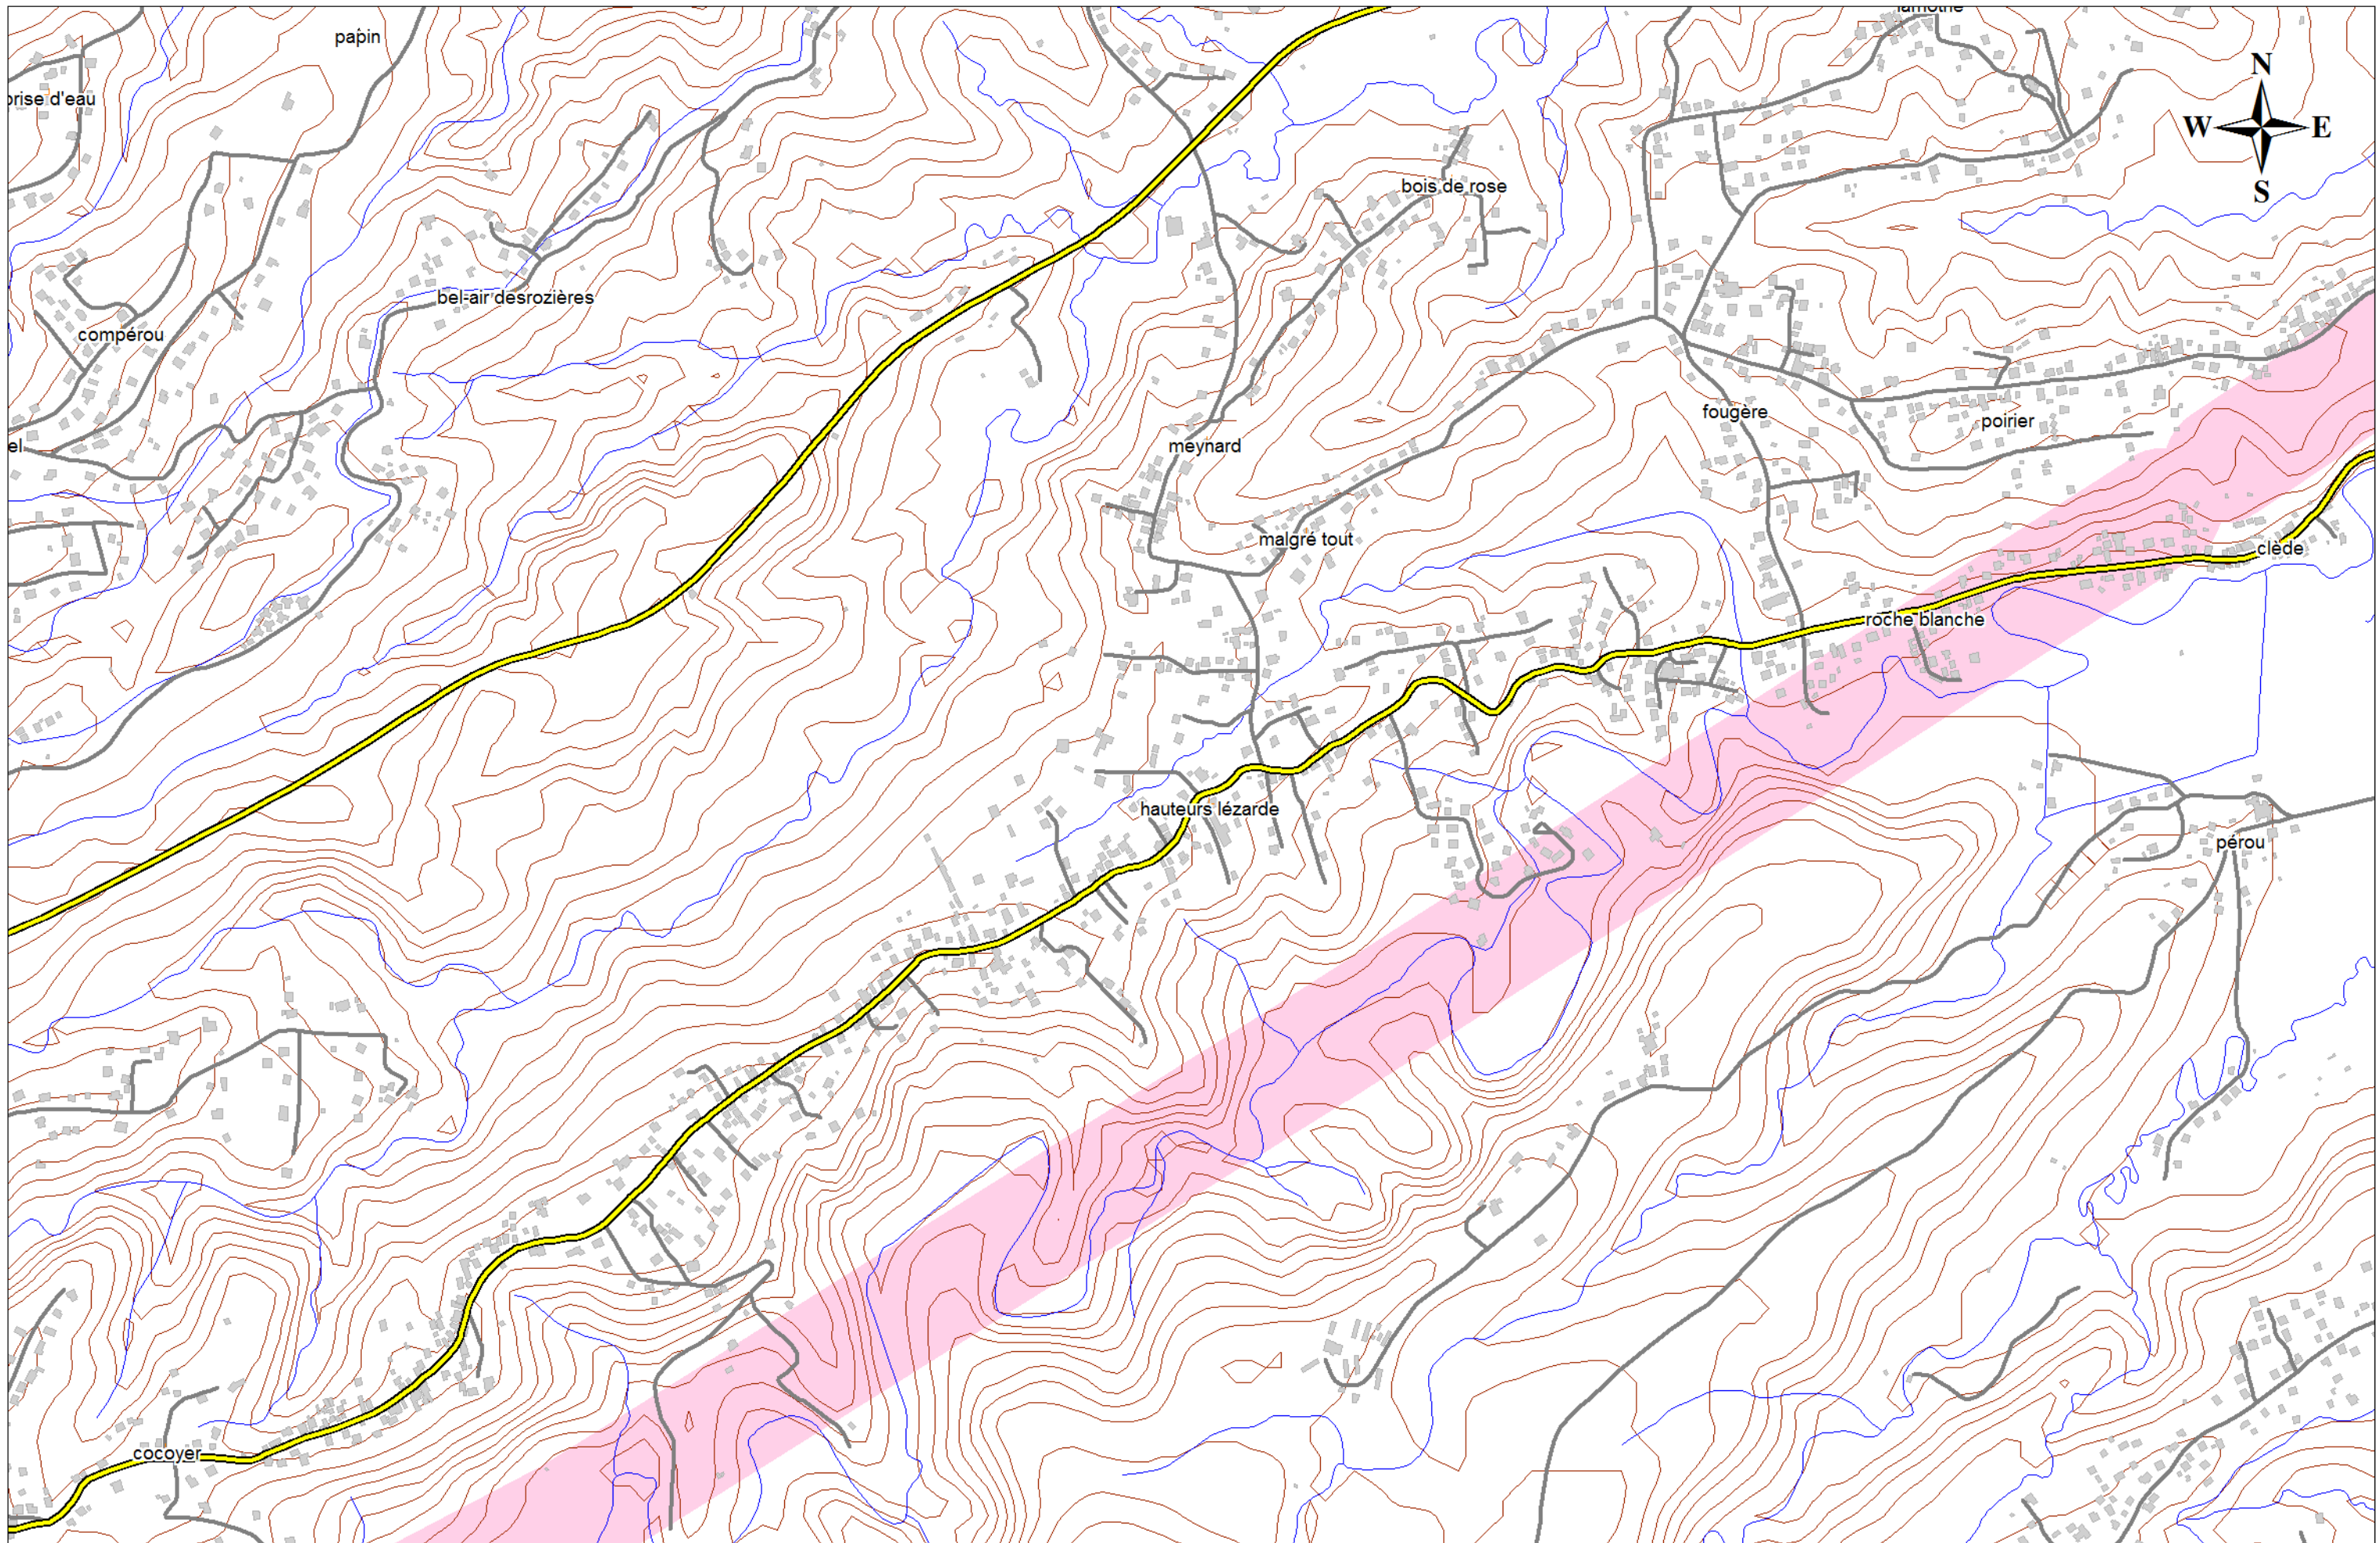 papin
N
prise d'eau
W
E
bois de rose
S
bel-air desrozières
compérou
fougère
poirier
meynard
el
malgré tout
clède
roche blanche
hauteurs lézarde
pérou
cocoyer